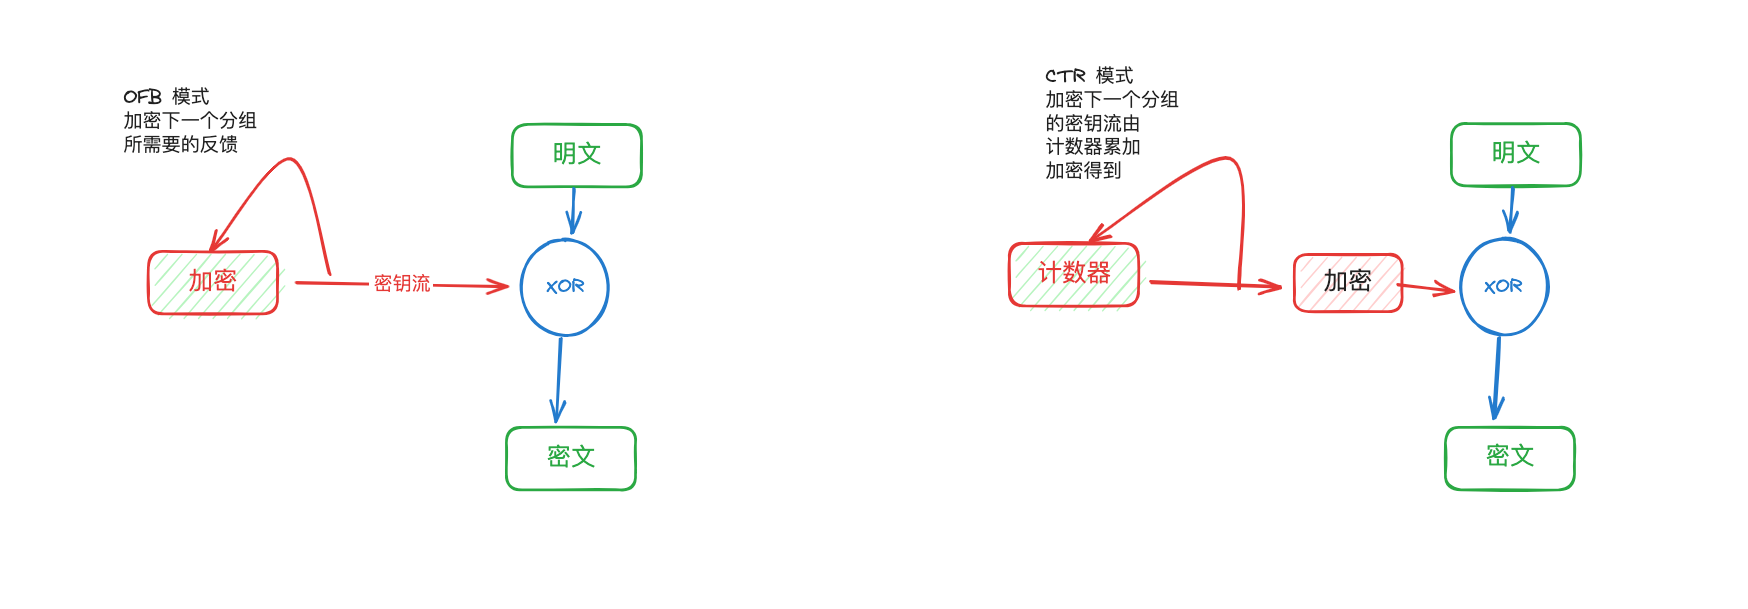 OFB 模式
加密下一个分组
所需要的反馈
明文
加密
密钥流
XOR
密文
CTR 模式
加密下一个分组
的密钥流由
计数器累加
加密得到
明文
计数器
加密
XOR
密文